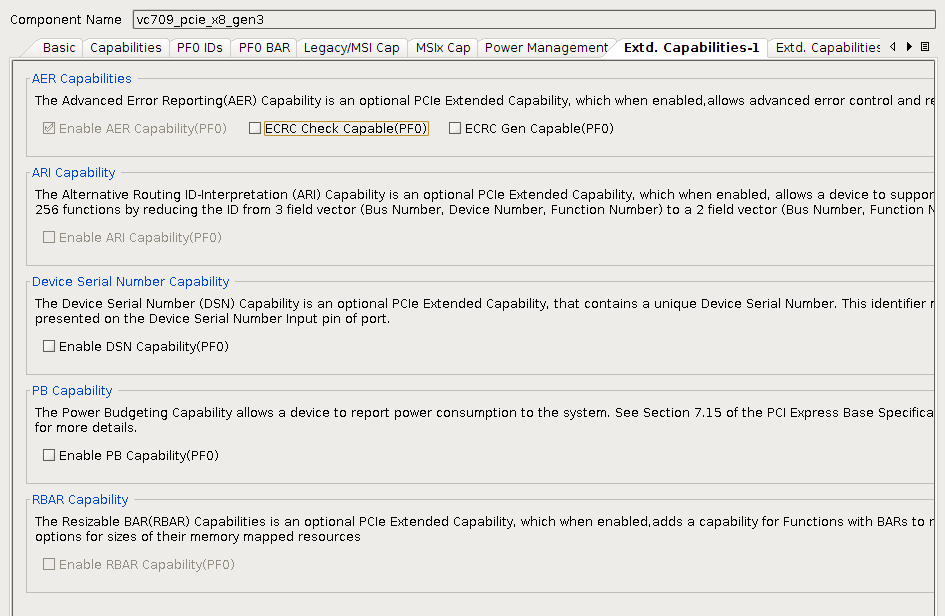 Component Name vc709_pcie_x8_gen3
Basic Capabilities PF0 IDs PF0 BAR Legacy/MSI Cap MSIx Cap Power Management Extd. Capabilities-1 Extd. Capabilities
AER Capabilities
The Advanced Error Reporting(AER) Capability is an optional PCIe Extended Capability, which when enabled,allows advanced error control and re
Enable AER Capability(PF0) ECRC Check Capable(PF0) ECRC Gen Capable(PF0)
ARI Capability
The Alternative Routing ID-Interpretation (ARI) Capability is an optional PCIe Extended Capability, which when enabled, allows a device to suppor
256 functions by reducing the ID from 3 field vector (Bus Number, Device Number, Function Number) to a 2 field vector (Bus Number, Function N
Enable ARI Capability(PF0)
Device Serial Number Capability
The Device Serial Number (DSN) Capability is an optional PCIe Extended Capability, that contains a unique Device Serial Number. This identifier
presented on the Device Serial Number Input pin of port.
Enable DSN Capability(PF0)
PB Capability
The Power Budgeting Capability allows a device to report power consumption to the system. See Section 7.15 of the PCI Express Base Specifica
for more details.
Enable PB Capability(PF0)
RBAR Capability
The Resizable BAR(RBAR) Capabilities is an optional PCIe Extended Capability, which when enabled,adds a capability for Functions with BARs to
options for sizes of their memory mapped resources
Enable RBAR Capability(PF0)